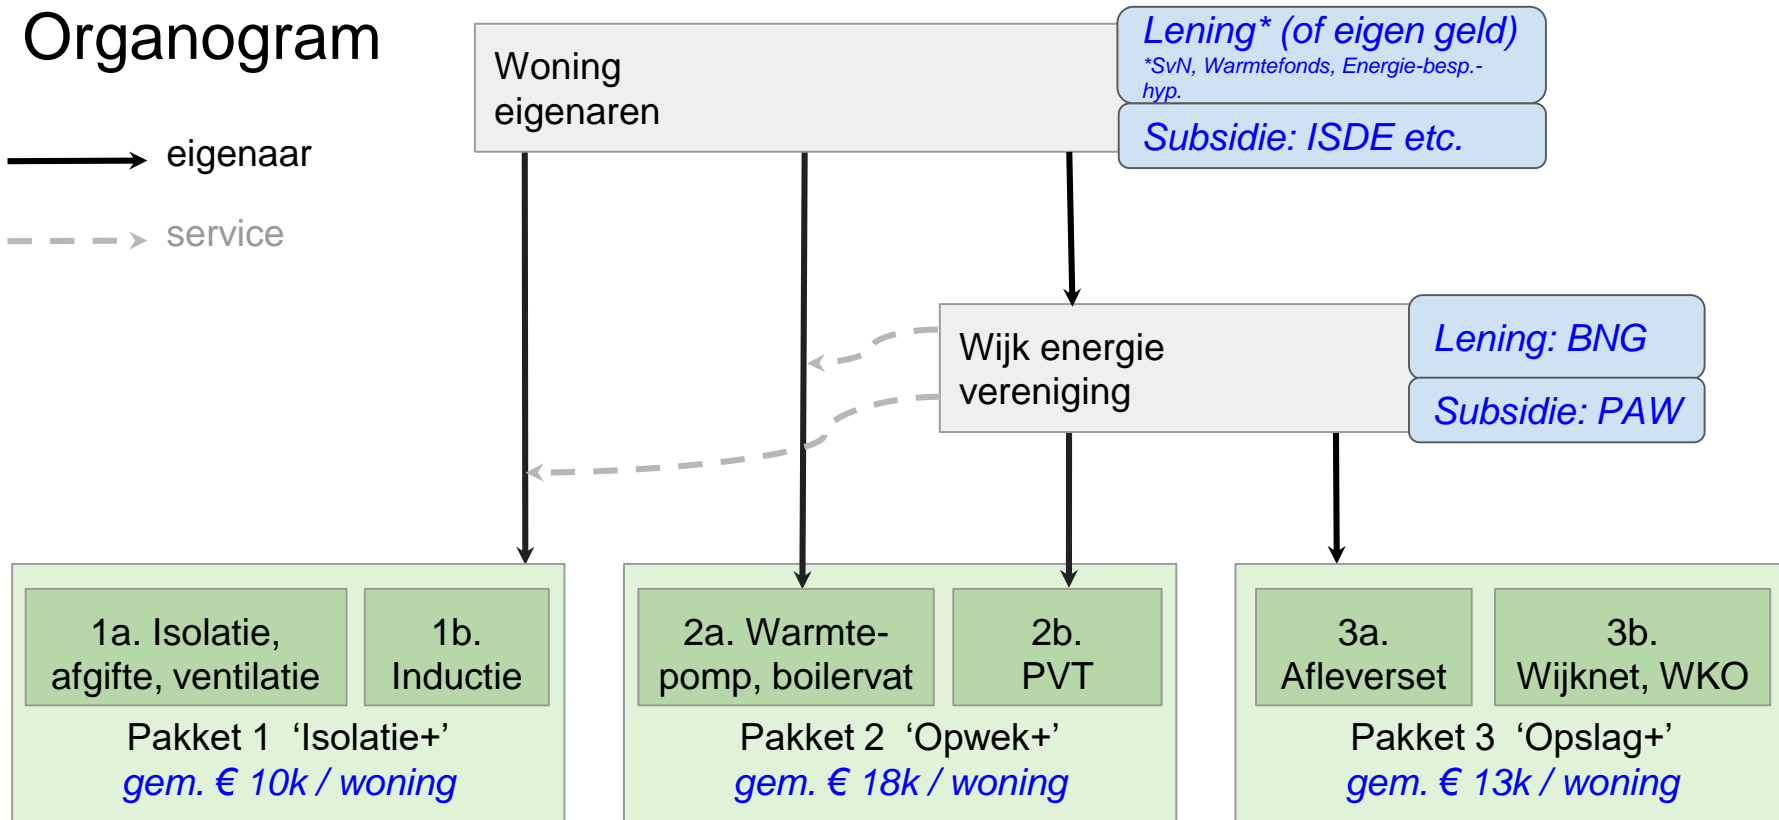 Organogram
eigenaar
service
Woning
eigenaren
Lening* (of eigen geld)
*SvN, Warmtefonds, Energie-besp.-
hyp.
Subsidie: ISDE etc.
Wijk energie
vereniging
Lening: BNG
Subsidie: PAW
1a. Isolatie,
afgifte, ventilatie
1b.
Inductie
Pakket 1 ‘Isolatie+’
gem. € 10k / woning
2a. Warmte-
pomp, boilervat
2b.
PVT
Pakket 2 ‘Opwek+’
gem. € 18k / woning
3a.
Afleverset
3b.
Wijknet, WKO
Pakket 3 ‘Opslag+’
gem. € 13k / woning